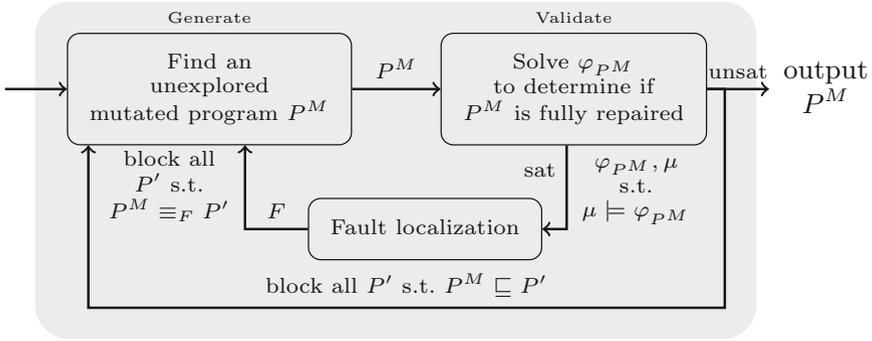 Generate
Validate
Find an
unexplored
mutated program P^M
P^M
Solve φ_{P^M}
to determine if
P^M is fully repaired
unsat
output
P^M
block all
P′ s.t.
P^M ≡_F P′
F
sat
φ_{P^M}, μ
s.t.
μ ⊨ φ_{P^M}
Fault localization
block all P′ s.t. P^M ⊑ P′